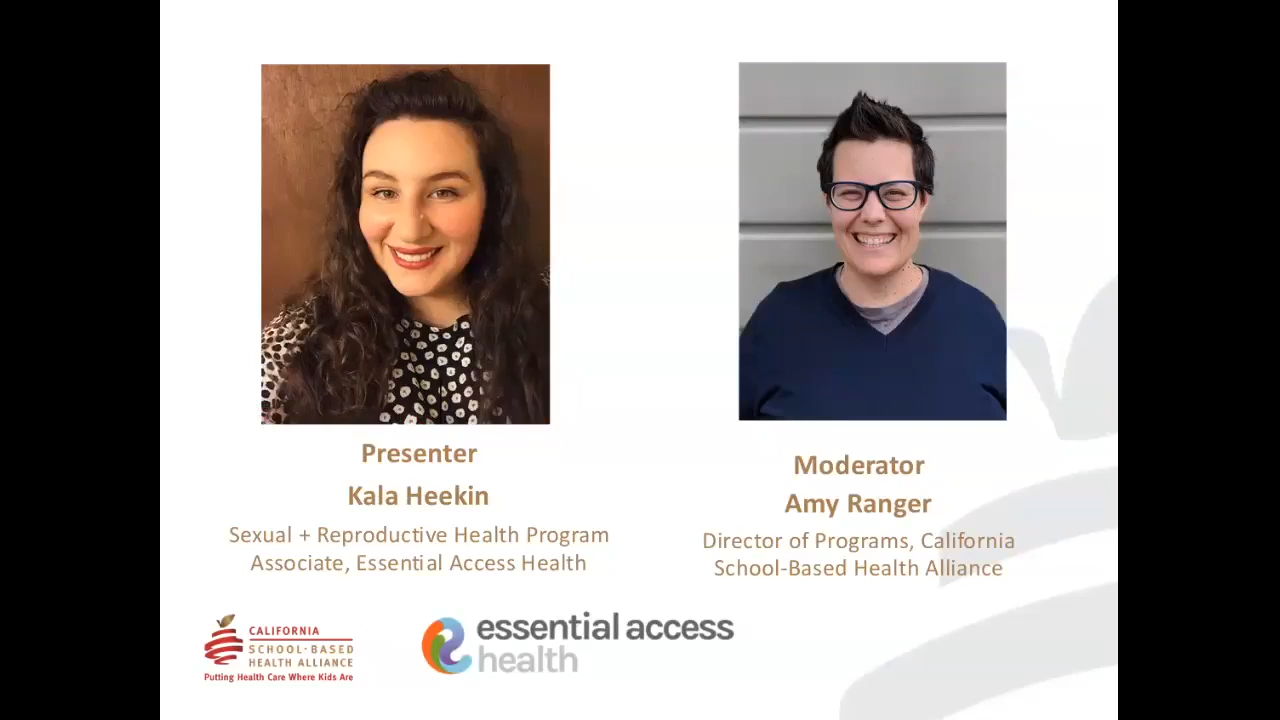 Presenter
Kala Heekin
Sexual + Reproductive Health Program
Associate, Essential Access Health
Moderator
Amy Ranger
Director of Programs, California
School-Based Health Alliance
CALIFORNIA
SCHOOL-BASED
HEALTH ALLIANCE
Putting Health Care Where Kids Are
essential access
health